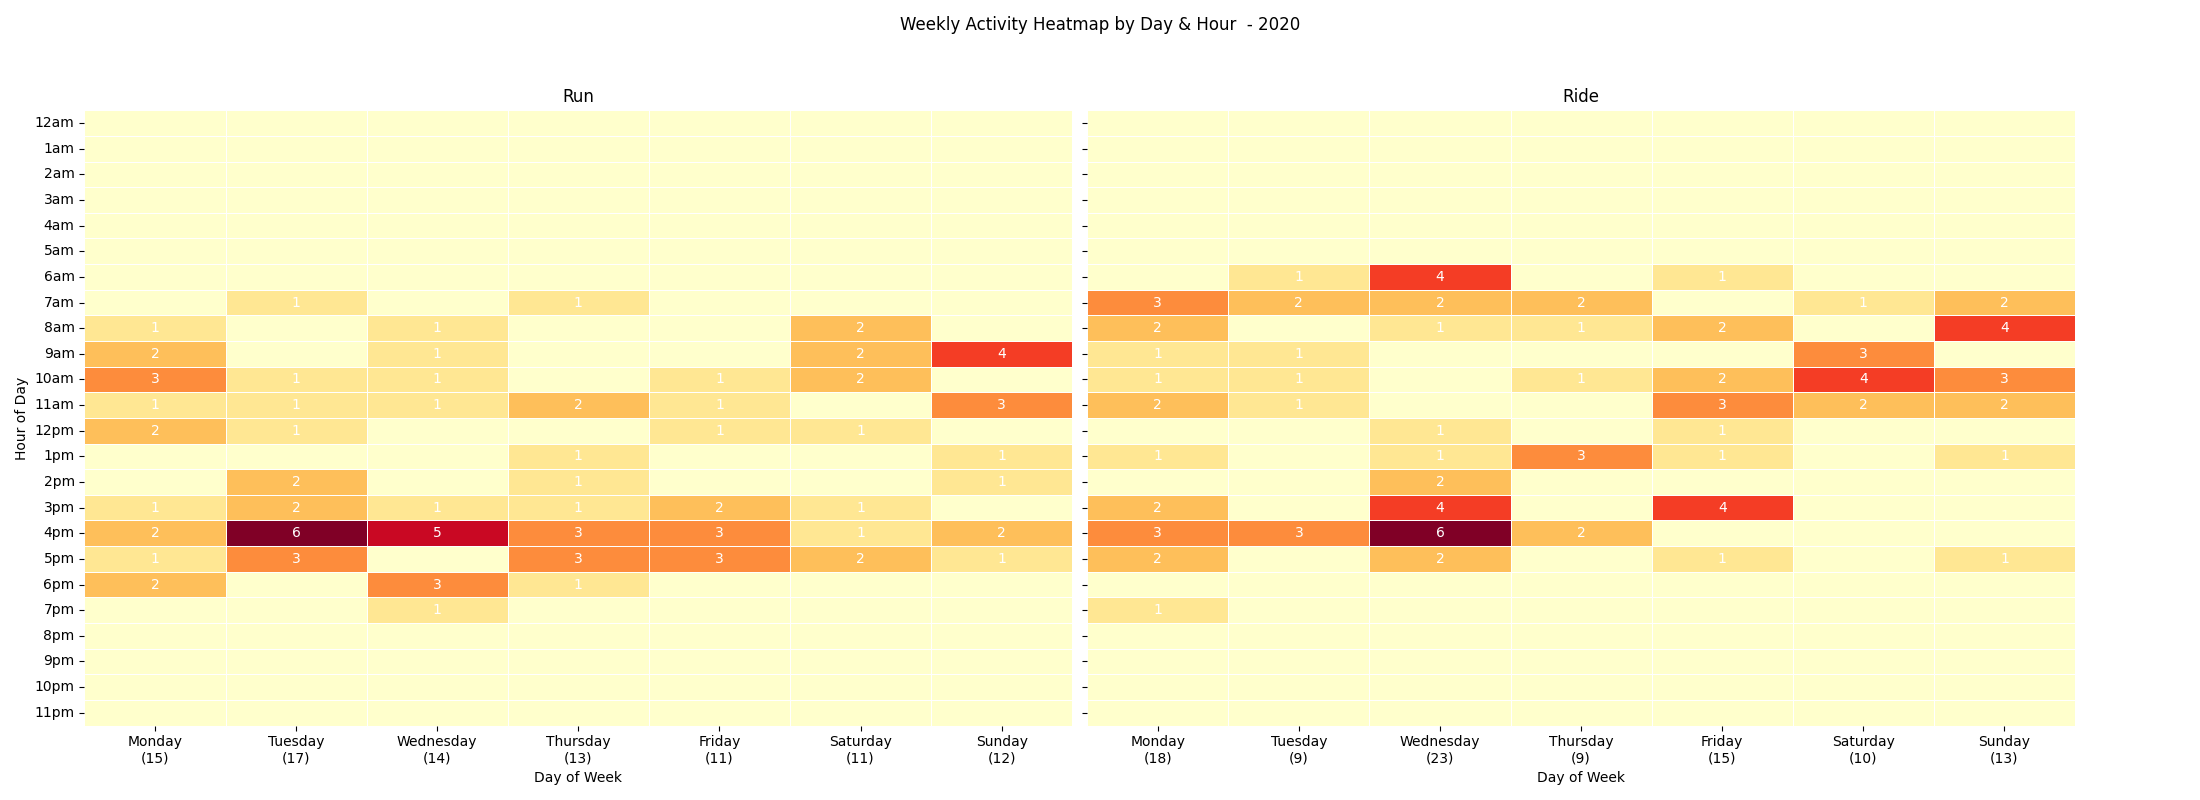 Weekly Activity Heatmap by Day & Hour  - 2020
Run
Ride
Hour of Day
12am
1am
2am
3am
4am
5am
6am 1 4 1
7am 1 1 3 2 2 2 1 2
8am 1 1 2 2 1 1 2 4
9am 2 1 2 4 1 1 3
10am 3 1 1 1 2 1 1 1 2 4 3
11am 1 1 1 2 1 3 2 1 3 2 2
12pm 2 1 1 1 1 1
1pm 1 1 1 1 3 1 1
2pm 2 1 1 2
3pm 1 2 1 1 2 1 2 4 4
4pm 2 6 5 3 3 1 2 3 3 6 2
5pm 1 3 3 3 2 1 2 2 1 1
6pm 2 3 1
7pm 1 1
8pm
9pm
10pm
11pm
Monday Tuesday Wednesday Thursday Friday Saturday Sunday
(15) (17) (14) (13) (11) (11) (12)
Day of Week
Monday Tuesday Wednesday Thursday Friday Saturday Sunday
(18) (9) (23) (9) (15) (10) (13)
Day of Week